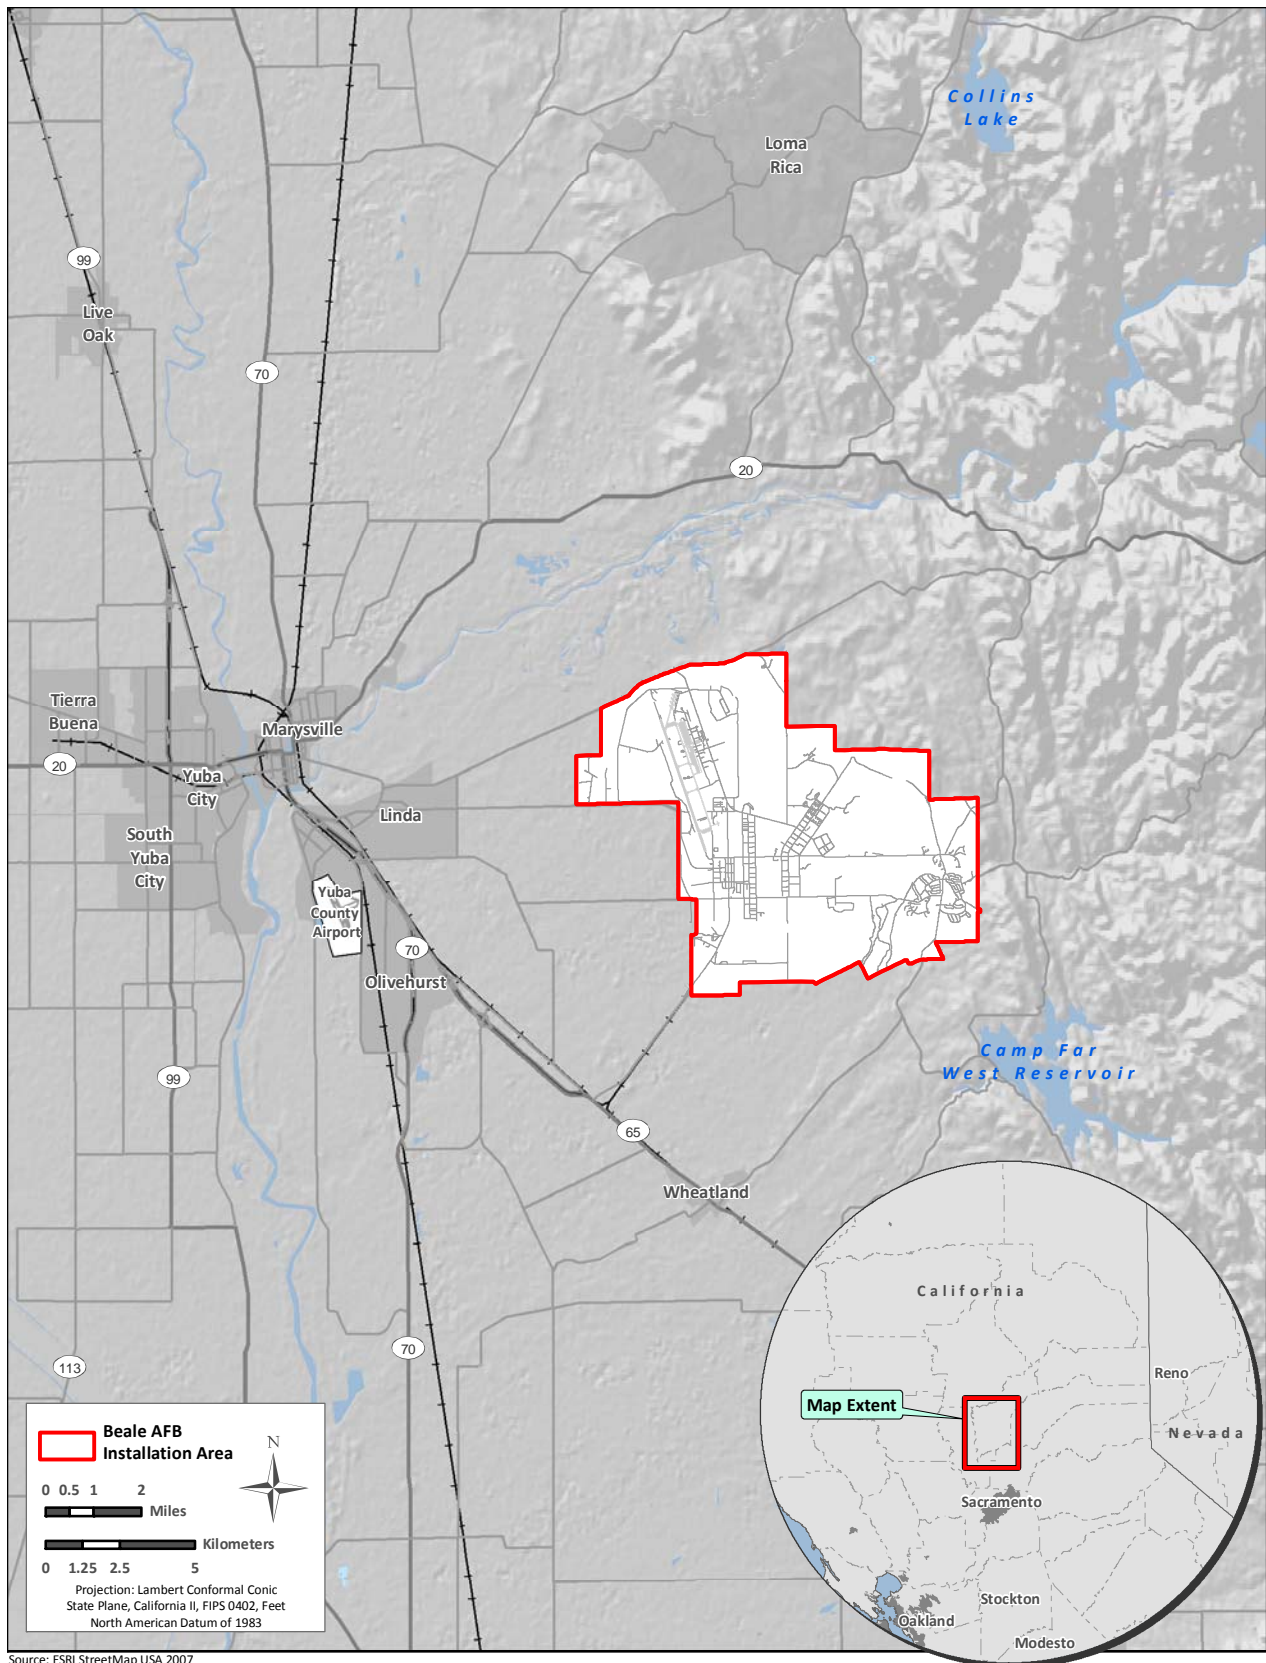 Collins
Lake
Loma
Rica
99
Live
Oak
70
20
Tierra
Buena
Marysville
20
Yuba
City
Linda
South
Yuba
City
Yuba
County
Airport
70
Olivehurst
Camp Far
West Reservoir
99
65
Wheatland
California
Reno
113
70
Map Extent
Nevada
Beale AFB
Installation Area
N
0 0.5 1 2
Miles
Kilometers
0 1.25 2.5 5
Projection: Lambert Conformal Conic
State Plane, California II, FIPS 0402, Feet
North American Datum of 1983
Sacramento
Stockton
Oakland
Modesto
Source: ESRI StreetMap USA 2007